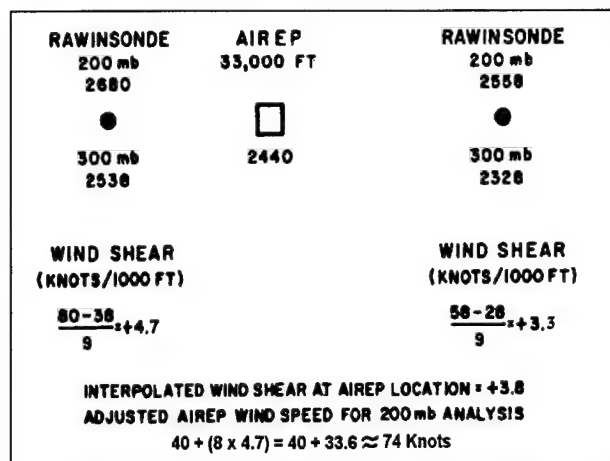 RAWINSONDE
200 mb
2680
300 mb
2538
AIREP
33,000 FT
2440
RAWINSONDE
200 mb
2558
300 mb
2328
WIND SHEAR
(KNOTS/1000 FT)
80-38
9
=+4.7
WIND SHEAR
(KNOTS/1000 FT)
58-28
9
=+3.3
INTERPOLATED WIND SHEAR AT AIREP LOCATION = +3.8
ADJUSTED AIREP WIND SPEED FOR 200 mb ANALYSIS
40 + (8 x 4.7) = 40 + 33.6 ≈ 74 Knots